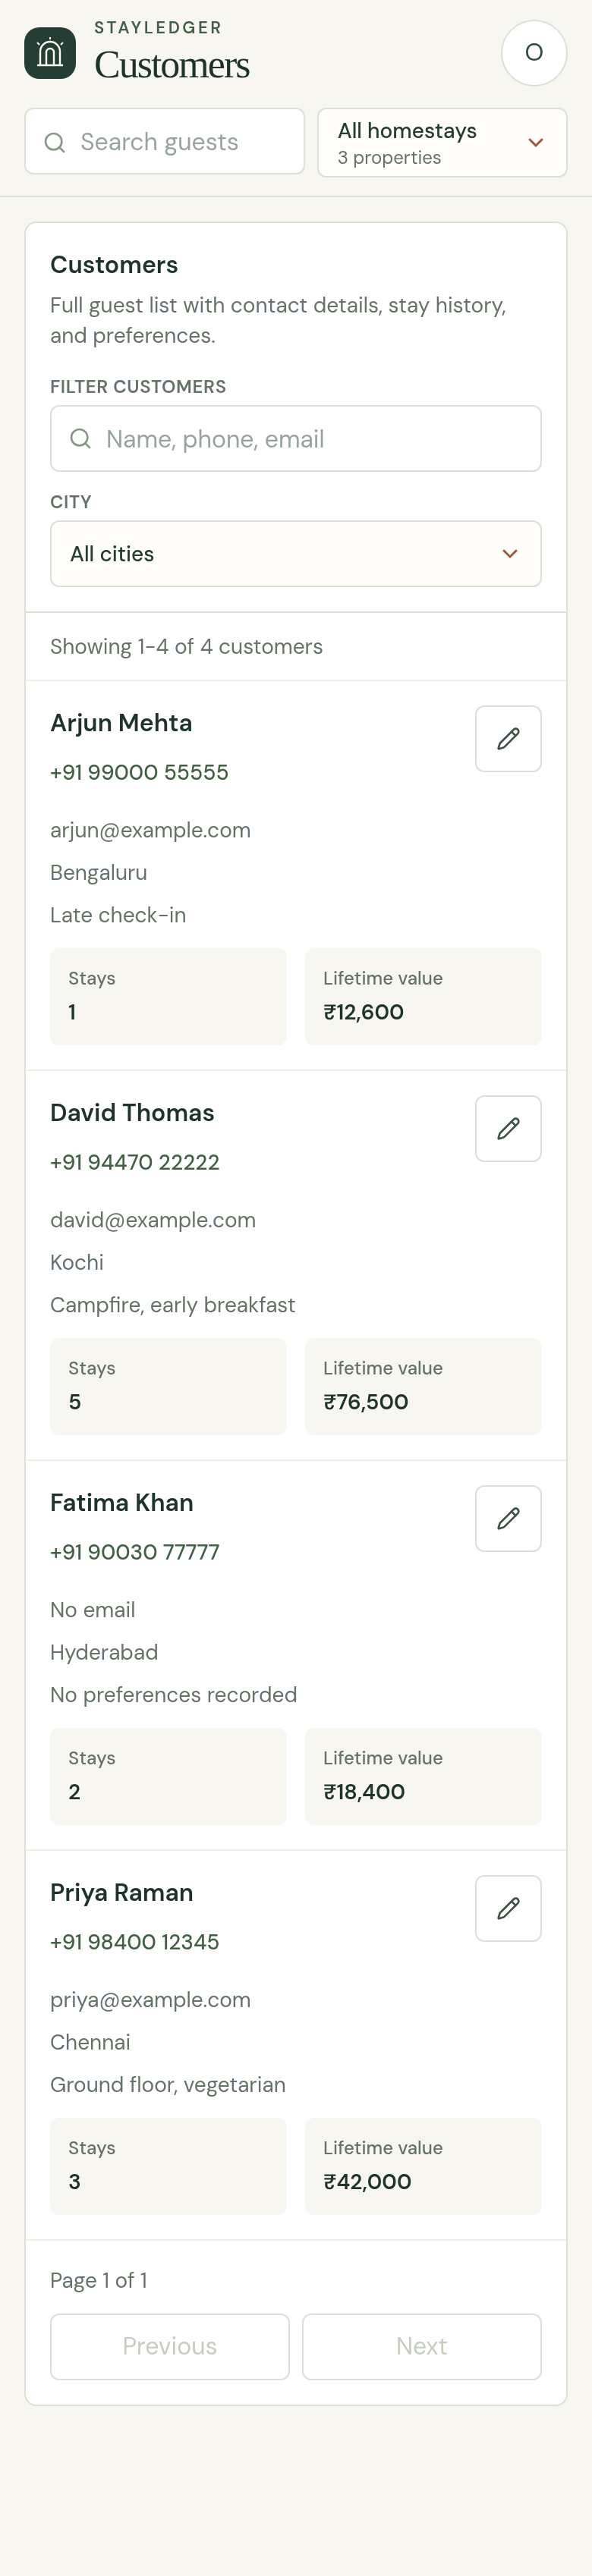 STAYLEDGER
Customers
O
Search guests
All homestays
3 properties
Customers
Full guest list with contact details, stay history,
and preferences.
FILTER CUSTOMERS
Name, phone, email
CITY
All cities
Showing 1–4 of 4 customers
Arjun Mehta
+91 99000 55555
arjun@example.com
Bengaluru
Late check-in
Stays
1
Lifetime value
₹12,600
David Thomas
+91 94470 22222
david@example.com
Kochi
Campfire, early breakfast
Stays
5
Lifetime value
₹76,500
Fatima Khan
+91 90030 77777
No email
Hyderabad
No preferences recorded
Stays
2
Lifetime value
₹18,400
Priya Raman
+91 98400 12345
priya@example.com
Chennai
Ground floor, vegetarian
Stays
3
Lifetime value
₹42,000
Page 1 of 1
Previous
Next